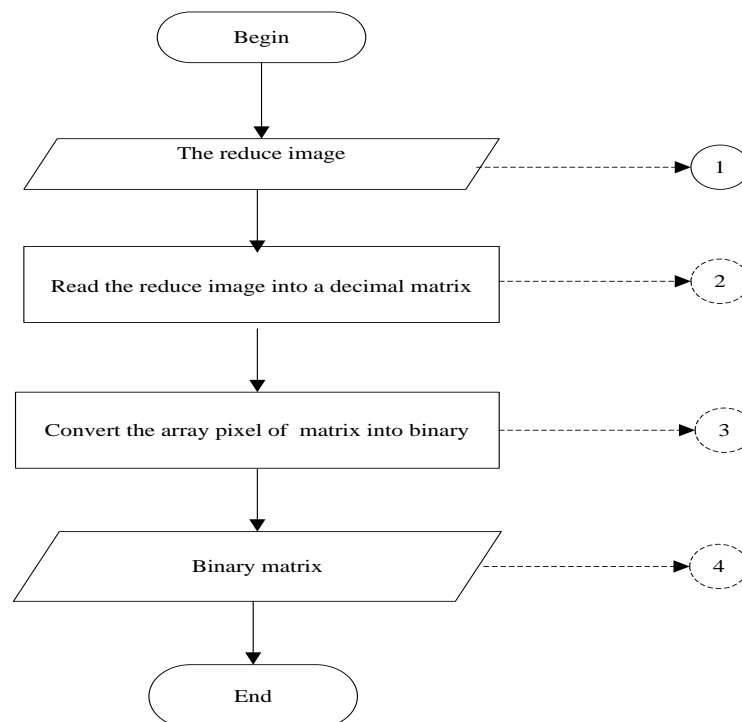 Begin
The reduce image
1
Read the reduce image into a decimal matrix
2
Convert the array pixel of matrix into binary
3
Binary matrix
4
End